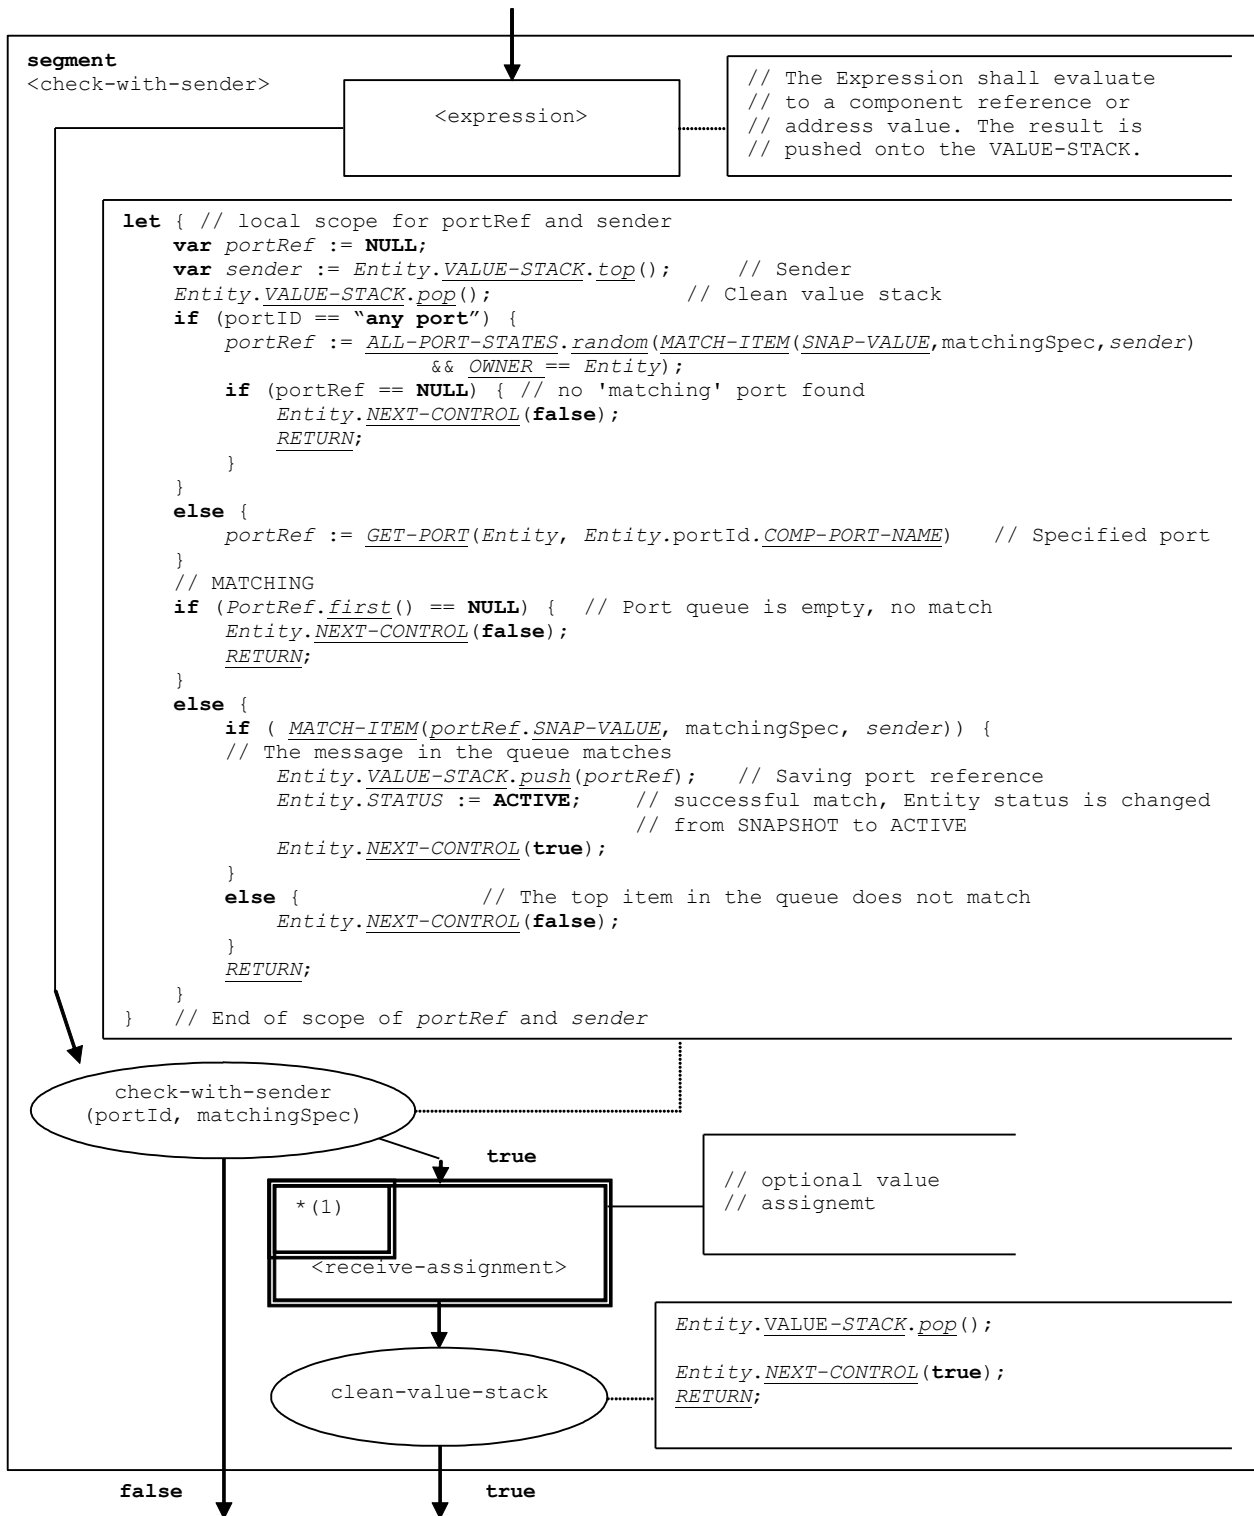 segment
<check-with-sender>
<expression>
// The Expression shall evaluate
// to a component reference or
// address value. The result is
// pushed onto the VALUE-STACK.
let { // local scope for portRef and sender
var portRef := NULL;
var sender := Entity.VALUE-STACK.top(); // Sender
Entity.VALUE-STACK.pop(); // Clean value stack
if (portID == “any port”) {
portRef := ALL-PORT-STATES.random(MATCH-ITEM(SNAP-VALUE,matchingSpec,sender)
&& OWNER == Entity);
if (portRef == NULL) { // no 'matching' port found
Entity.NEXT-CONTROL(false);
RETURN;
}
}
else {
portRef := GET-PORT(Entity, Entity.portId.COMP-PORT-NAME) // Specified port
}
// MATCHING
if (PortRef.first() == NULL) { // Port queue is empty, no match
Entity.NEXT-CONTROL(false);
RETURN;
}
else {
if ( MATCH-ITEM(portRef.SNAP-VALUE, matchingSpec, sender)) {
// The message in the queue matches
Entity.VALUE-STACK.push(portRef); // Saving port reference
Entity.STATUS := ACTIVE; // successful match, Entity status is changed
// from SNAPSHOT to ACTIVE
Entity.NEXT-CONTROL(true);
}
else { // The top item in the queue does not match
Entity.NEXT-CONTROL(false);
}
RETURN;
}
} // End of scope of portRef and sender
check-with-sender
(portId, matchingSpec)
true
*(1)
<receive-assignment>
// optional value
// assignemt
Entity.VALUE-STACK.pop();
Entity.NEXT-CONTROL(true);
RETURN;
clean-value-stack
false
true